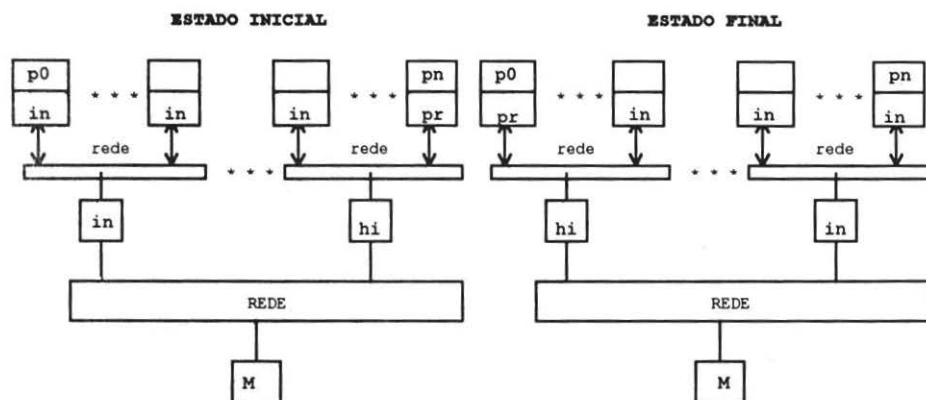 ESTADO INICIAL ESTADO FINAL
p0 pn p0 pn
* * * * * * * * * * * *
in in in pr pr in in in
rede rede rede rede
* * * * * *
in hi hi in
REDE REDE
M M